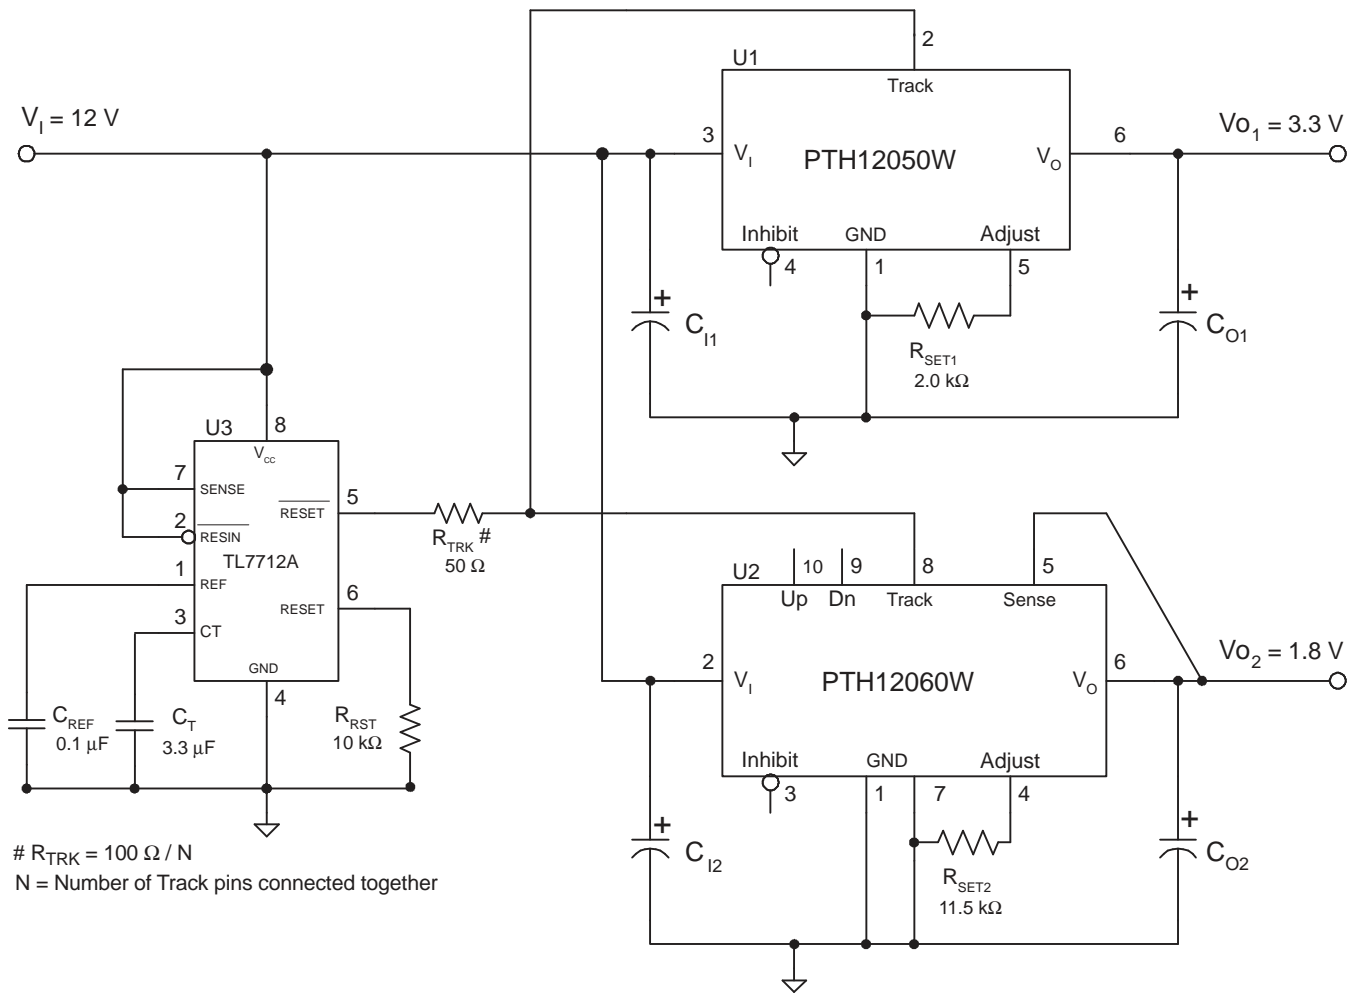 2
U1
Track
V_I = 12 V
3
V_I
PTH12050W
V_O
6
Vo_1 = 3.3 V
Inhibit
GND
Adjust
4
1
5
+
C_I1
R_SET1
2.0 kΩ
+
C_O1
U3
8
V_CC
7
SENSE
5
RESET
2
RESIN
R_TRK #
50 Ω
TL7712A
1
REF
6
RESET
3
CT
GND
4
C_REF
0.1 μF
C_T
3.3 μF
R_RST
10 kΩ
U2
10
9
8
5
Up
Dn
Track
Sense
2
V_I
PTH12060W
V_O
6
Vo_2 = 1.8 V
Inhibit
GND
Adjust
3
1
7
4
+
C_I2
R_SET2
11.5 kΩ
+
C_O2
# R_TRK = 100 Ω / N
N = Number of Track pins connected together